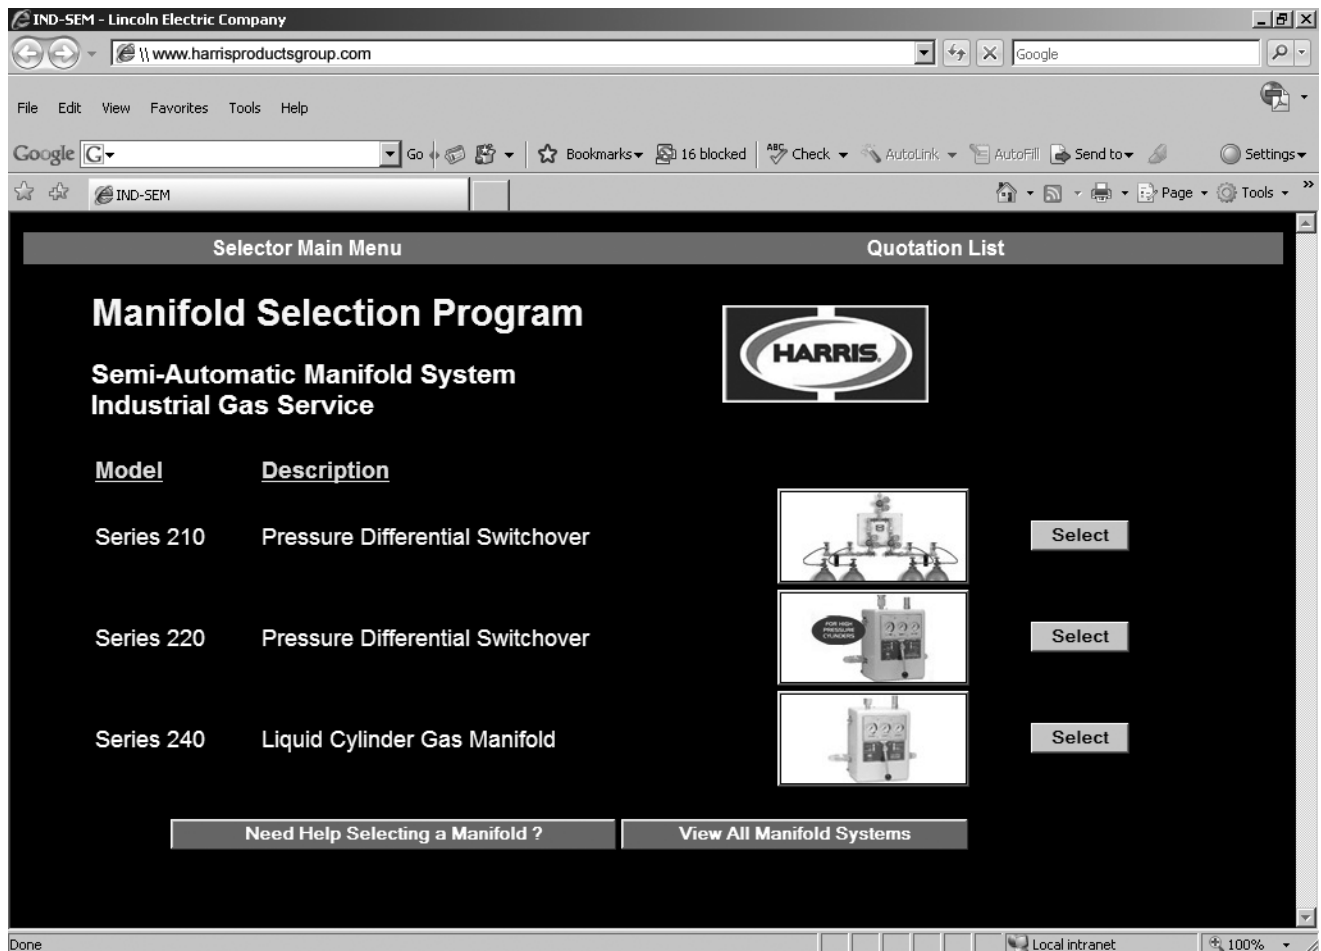 IND-SEM - Lincoln Electric Company
\\ www.harrisproductsgroup.com
Google
File Edit View Favorites Tools Help
Google G Go Bookmarks 16 blocked ABC Check AutoLink AutoFill Send to Settings
IND-SEM Page Tools »
Selector Main Menu Quotation List
Manifold Selection Program
HARRIS
Semi-Automatic Manifold System
Industrial Gas Service
Model Description
Series 210 Pressure Differential Switchover Select
FOR HIGH
PRESSURE
CYLINDERS
Series 220 Pressure Differential Switchover Select
Series 240 Liquid Cylinder Gas Manifold Select
Need Help Selecting a Manifold ? View All Manifold Systems
Done Local intranet 100%